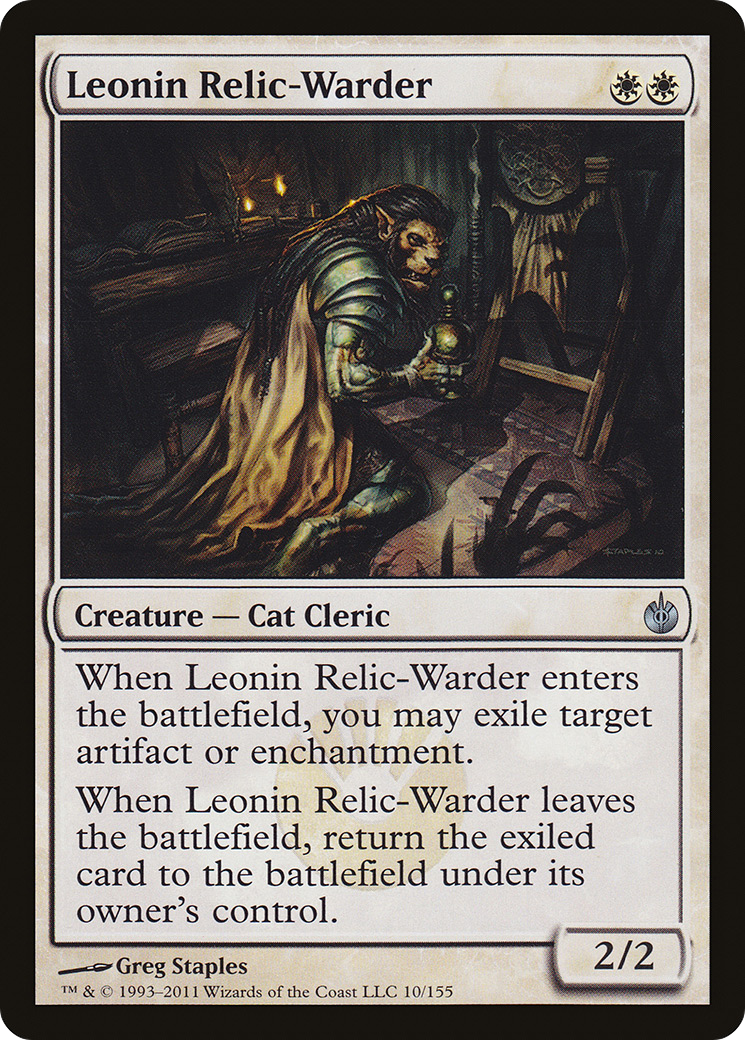 Leonin Relic-Warder
STAPLES 10
Creature — Cat Cleric
When Leonin Relic-Warder enters
the battlefield, you may exile target
artifact or enchantment.
When Leonin Relic-Warder leaves
the battlefield, return the exiled
card to the battlefield under its
owner's control.
2/2
Greg Staples
™ & © 1993–2011 Wizards of the Coast LLC 10/155